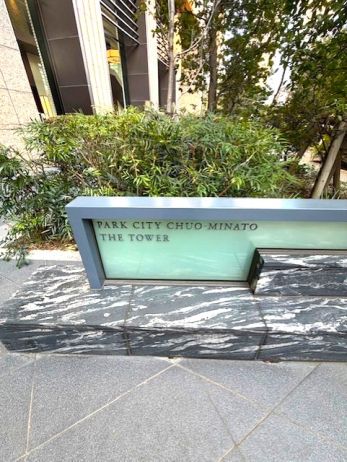 PARK CITY CHUO-MINATO
THE TOWER